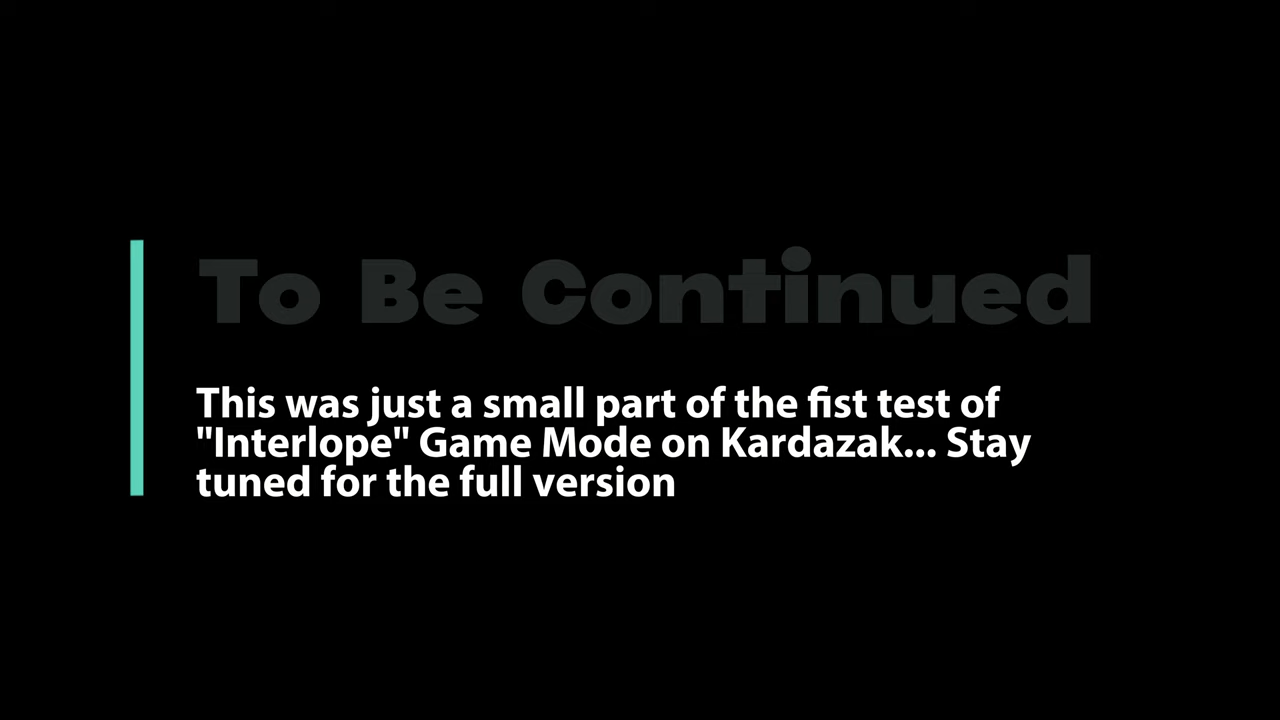 To Be Continued
This was just a small part of the fist test of
"Interlope" Game Mode on Kardazak... Stay
tuned for the full version